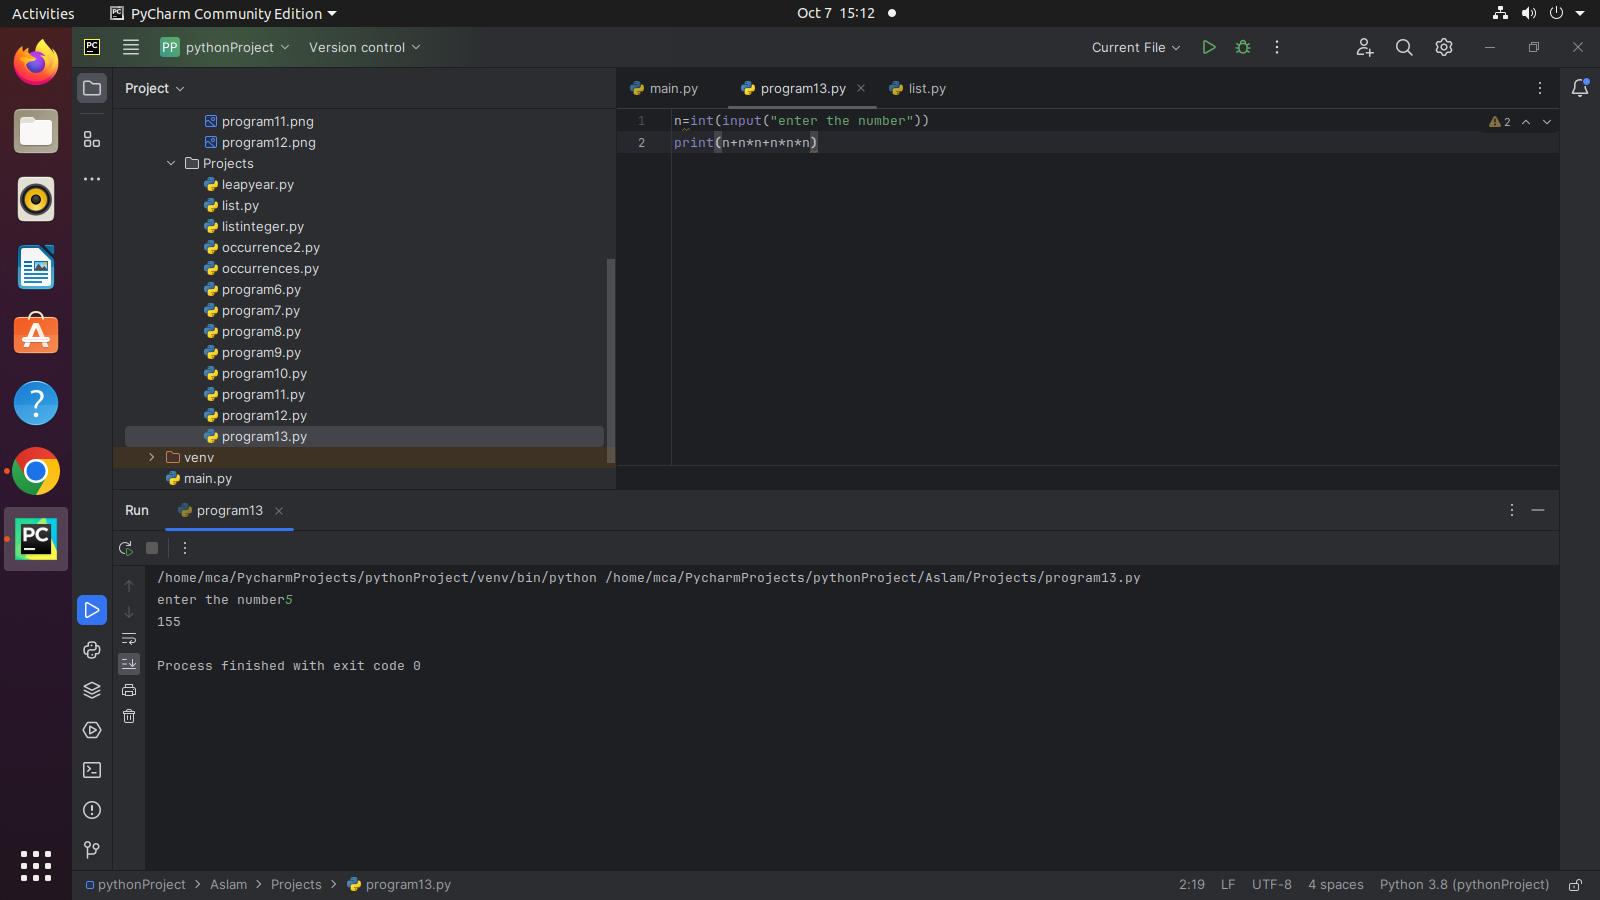 Activities PyCharm Community Edition Oct 7 15:12
PC PP pythonProject Version control Current File
Project main.py program13.py list.py
program11.png
program12.png
Projects
leapyear.py
list.py
listinteger.py
occurrence2.py
occurrences.py
program6.py
program7.py
program8.py
program9.py
program10.py
program11.py
program12.py
program13.py
venv
main.py
1 n=int(input("enter the number")) 2
2 print(n+n*n+n*n*n)
PC
Run program13
/home/mca/PycharmProjects/pythonProject/venv/bin/python /home/mca/PycharmProjects/pythonProject/Aslam/Projects/program13.py
enter the number5
155
Process finished with exit code 0
pythonProject > Aslam > Projects > program13.py 2:19 LF UTF-8 4 spaces Python 3.8 (pythonProject)